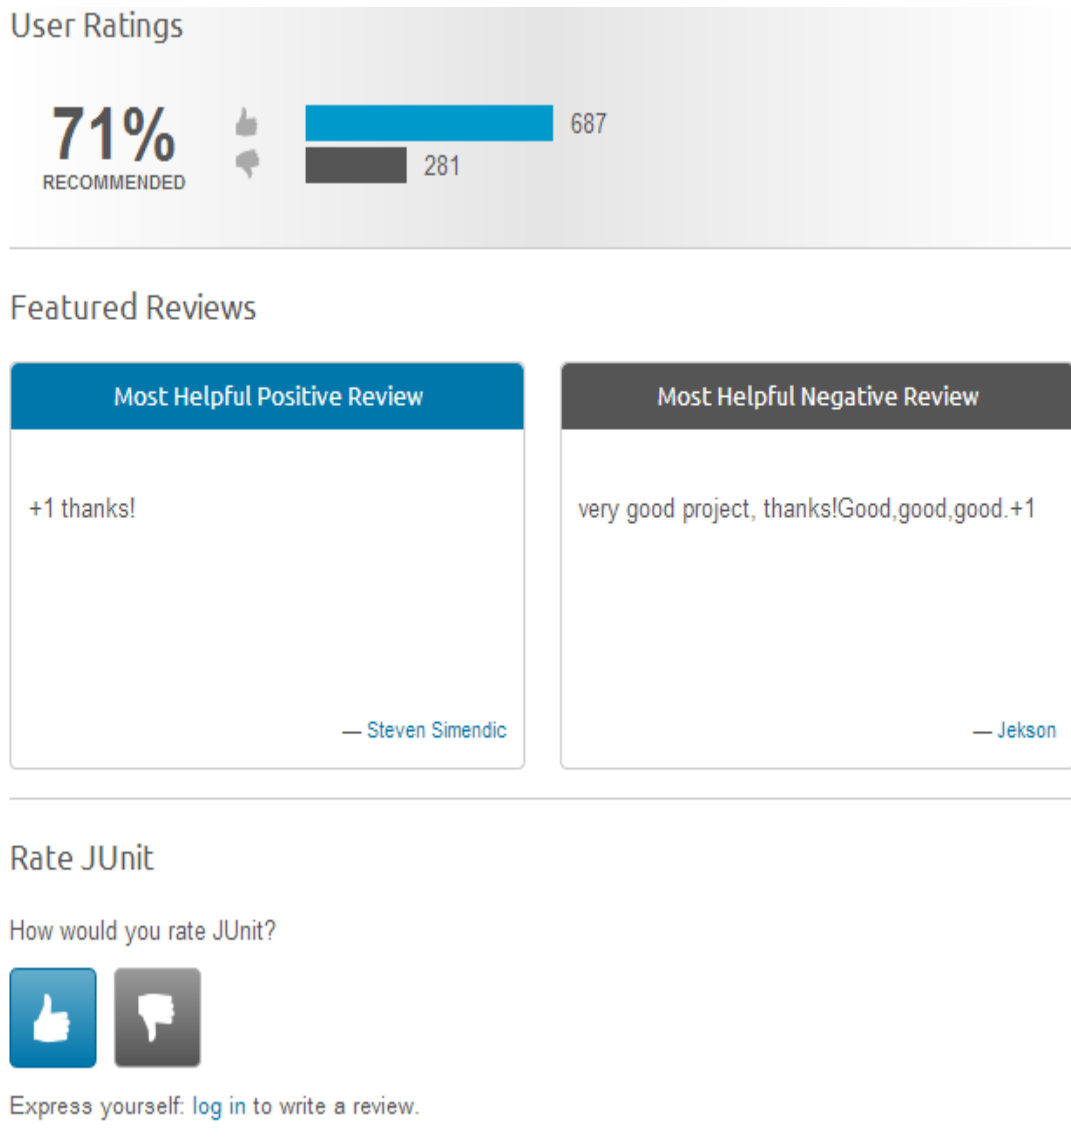 User Ratings
71%
RECOMMENDED
687
281
Featured Reviews
Most Helpful Positive Review
+1 thanks!
— Steven Simendic
Most Helpful Negative Review
very good project, thanks!Good,good,good.+1
— Jekson
Rate JUnit
How would you rate JUnit?
Express yourself: log in to write a review.